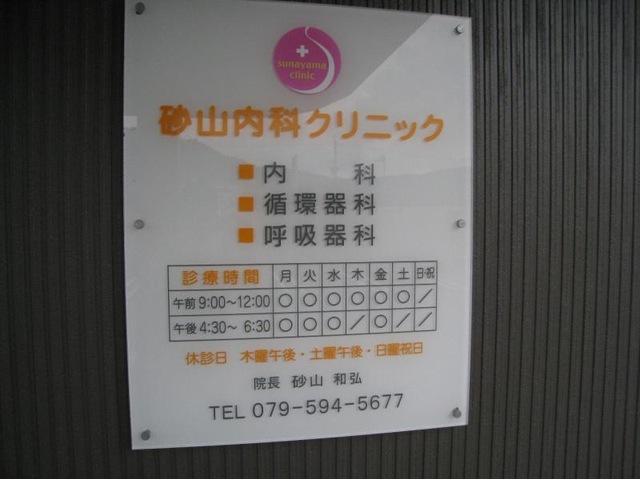 sunayama
clinic
砂山内科クリニック
■内 科
■循環器科
■呼吸器科
診療時間 月 火 水 木 金 土 日・祝
午前 9:00～12:00 ○ ○ ○ ○ ○ ○ ／
午後 4:30～ 6:30 ○ ○ ○ ／ ○ ／ ／
休診日 木曜午後・土曜午後・日曜祝日
院長 砂山 和弘
TEL 079-594-5677